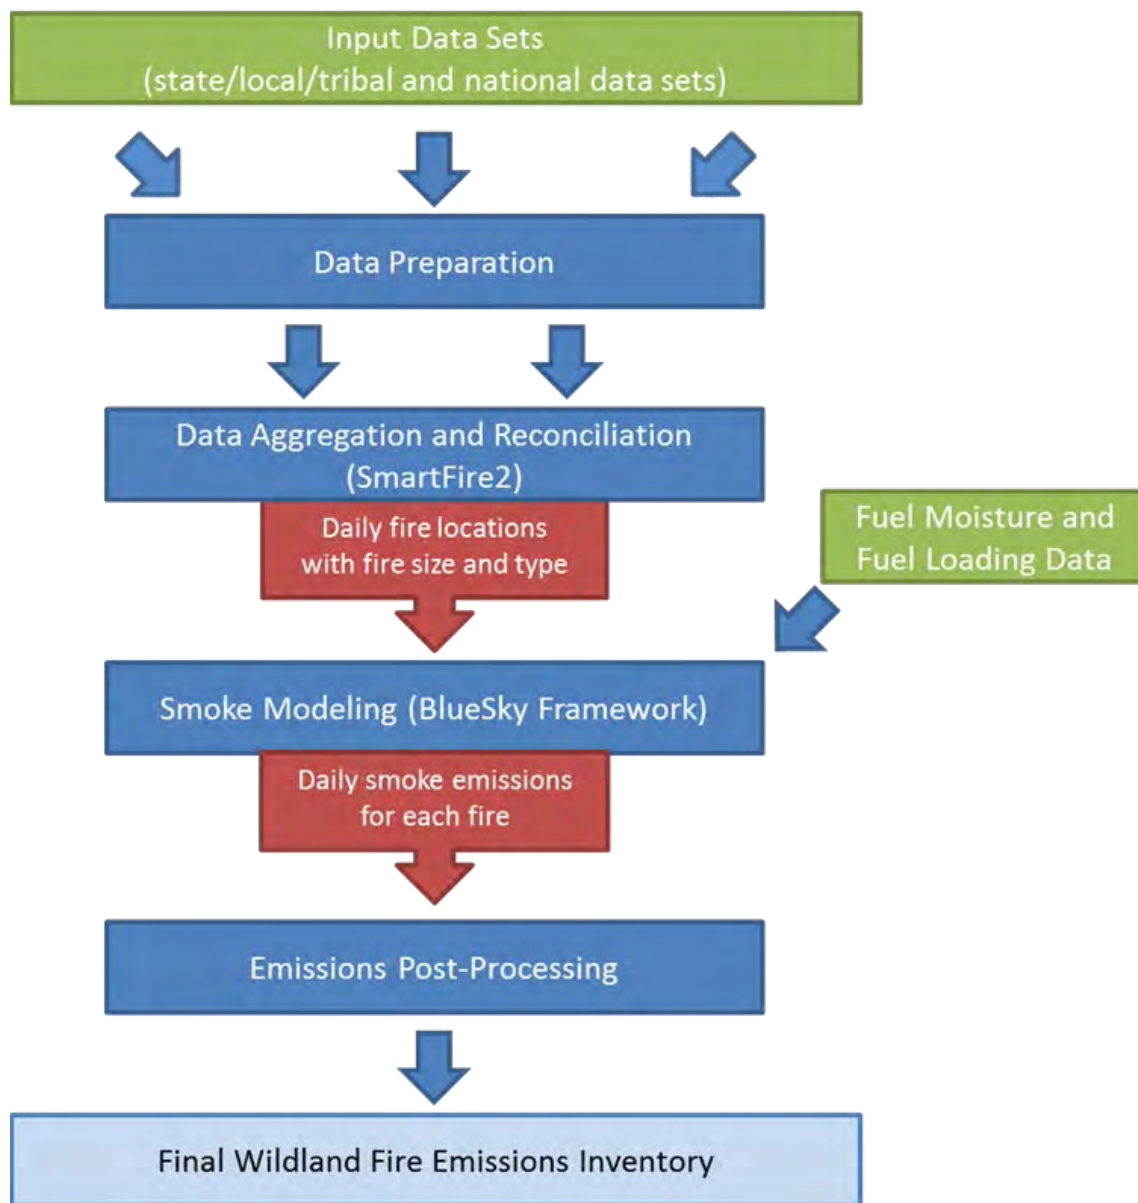 Input Data Sets
(state/local/tribal and national data sets)
Data Preparation
Data Aggregation and Reconciliation
(SmartFire2)
Daily fire locations
with fire size and type
Fuel Moisture and
Fuel Loading Data
Smoke Modeling (BlueSky Framework)
Daily smoke emissions
for each fire
Emissions Post-Processing
Final Wildland Fire Emissions Inventory